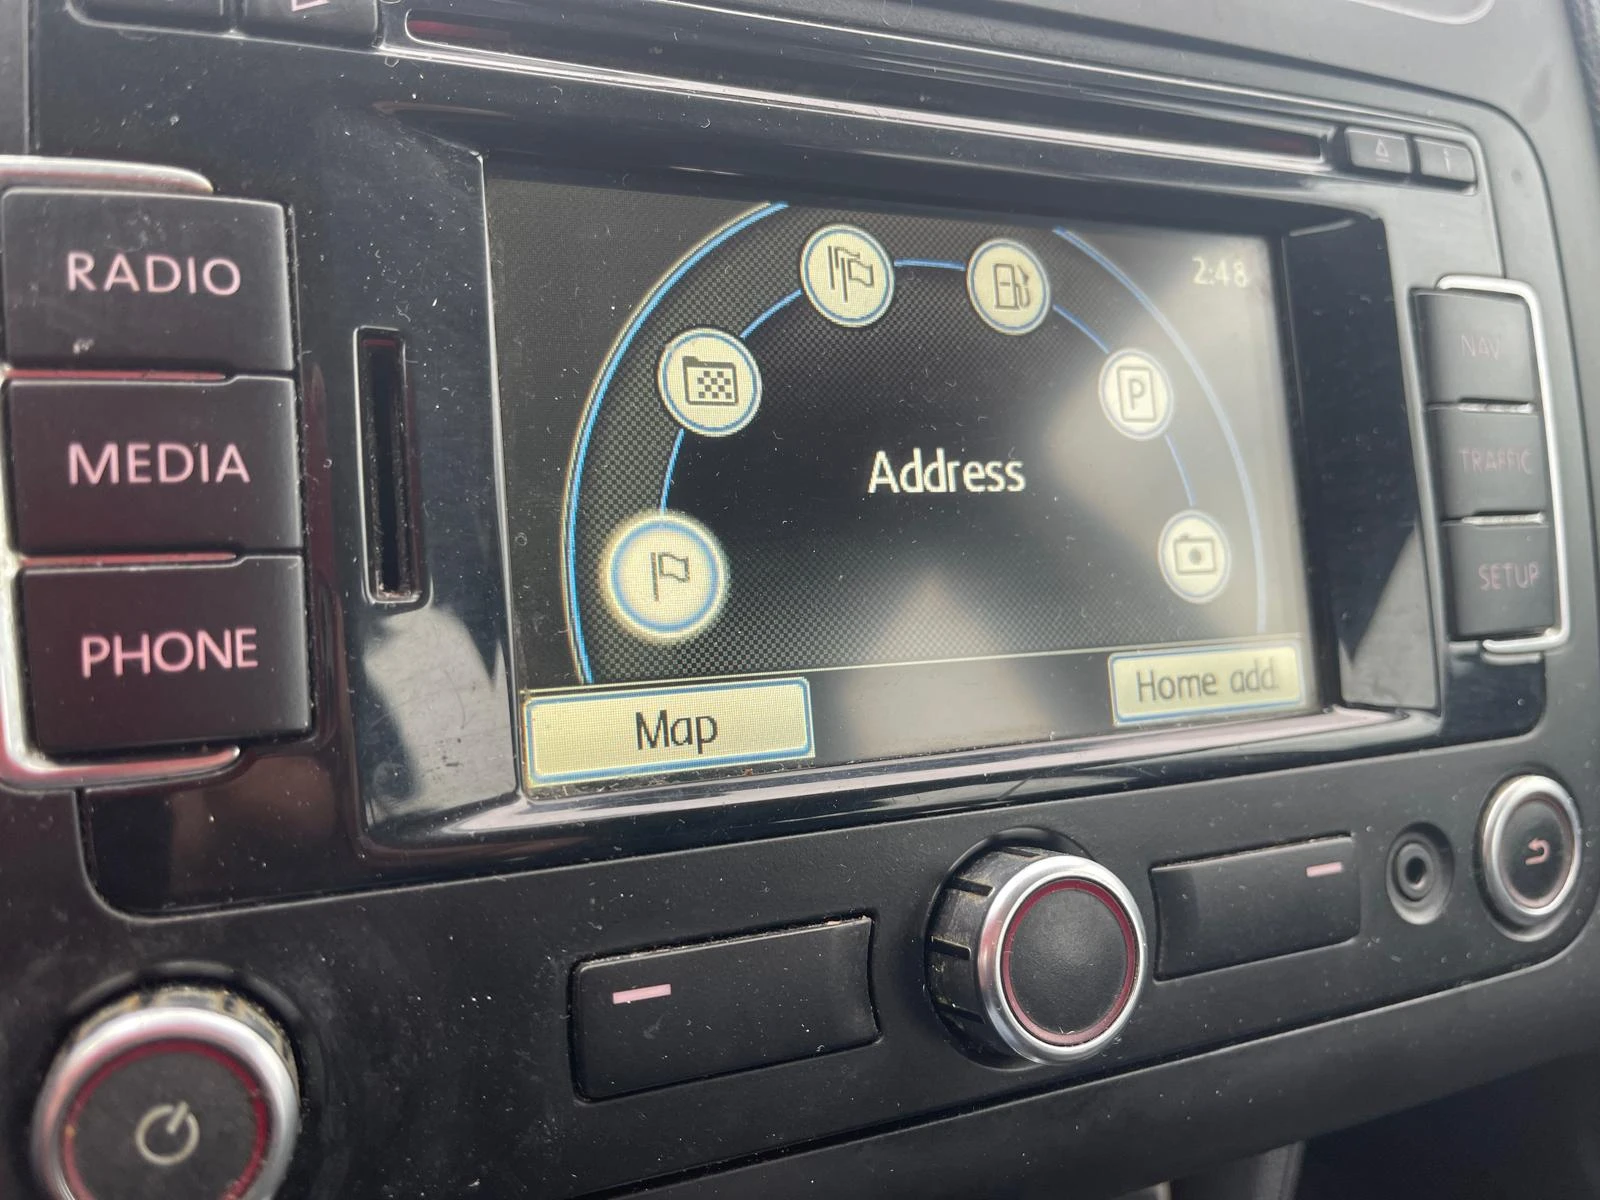 RADIO
MEDIA
PHONE
2:48
P
Address
Map
Home add.
NAV
TRAFFIC
SETUP
i